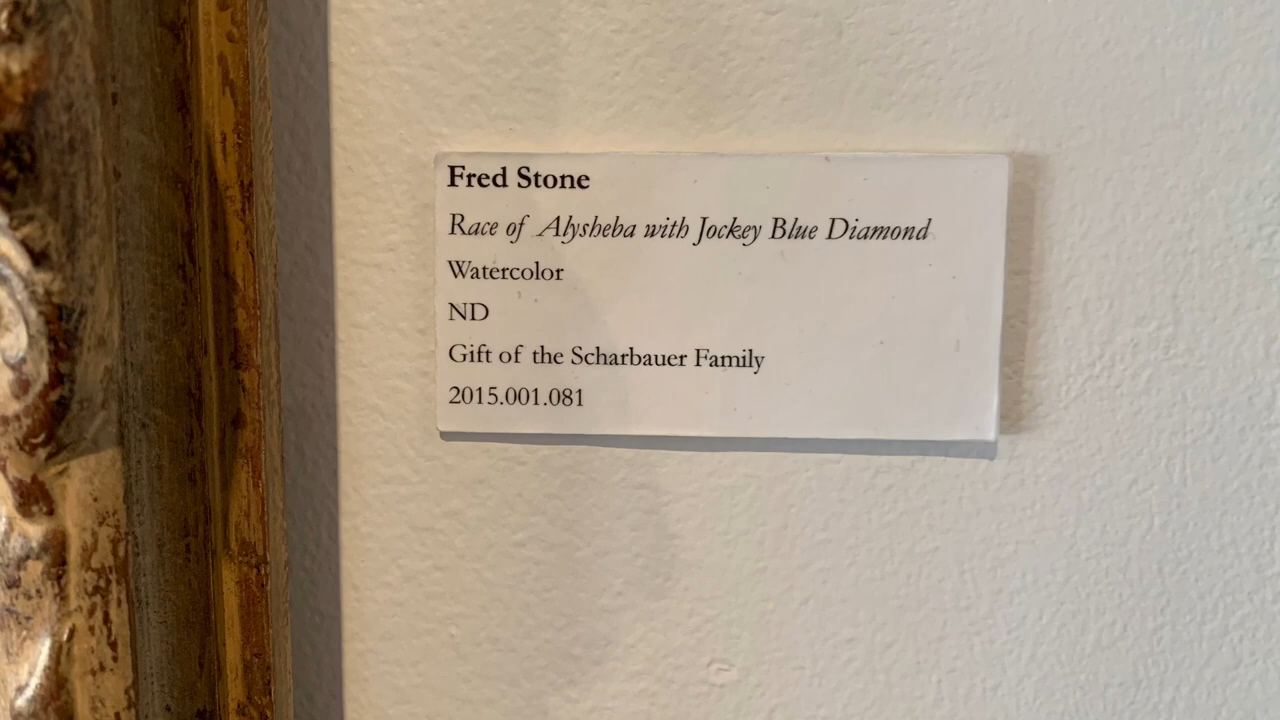 Fred Stone
Race of Alysheba with Jockey Blue Diamond
Watercolor
ND
Gift of the Scharbauer Family
2015.001.081